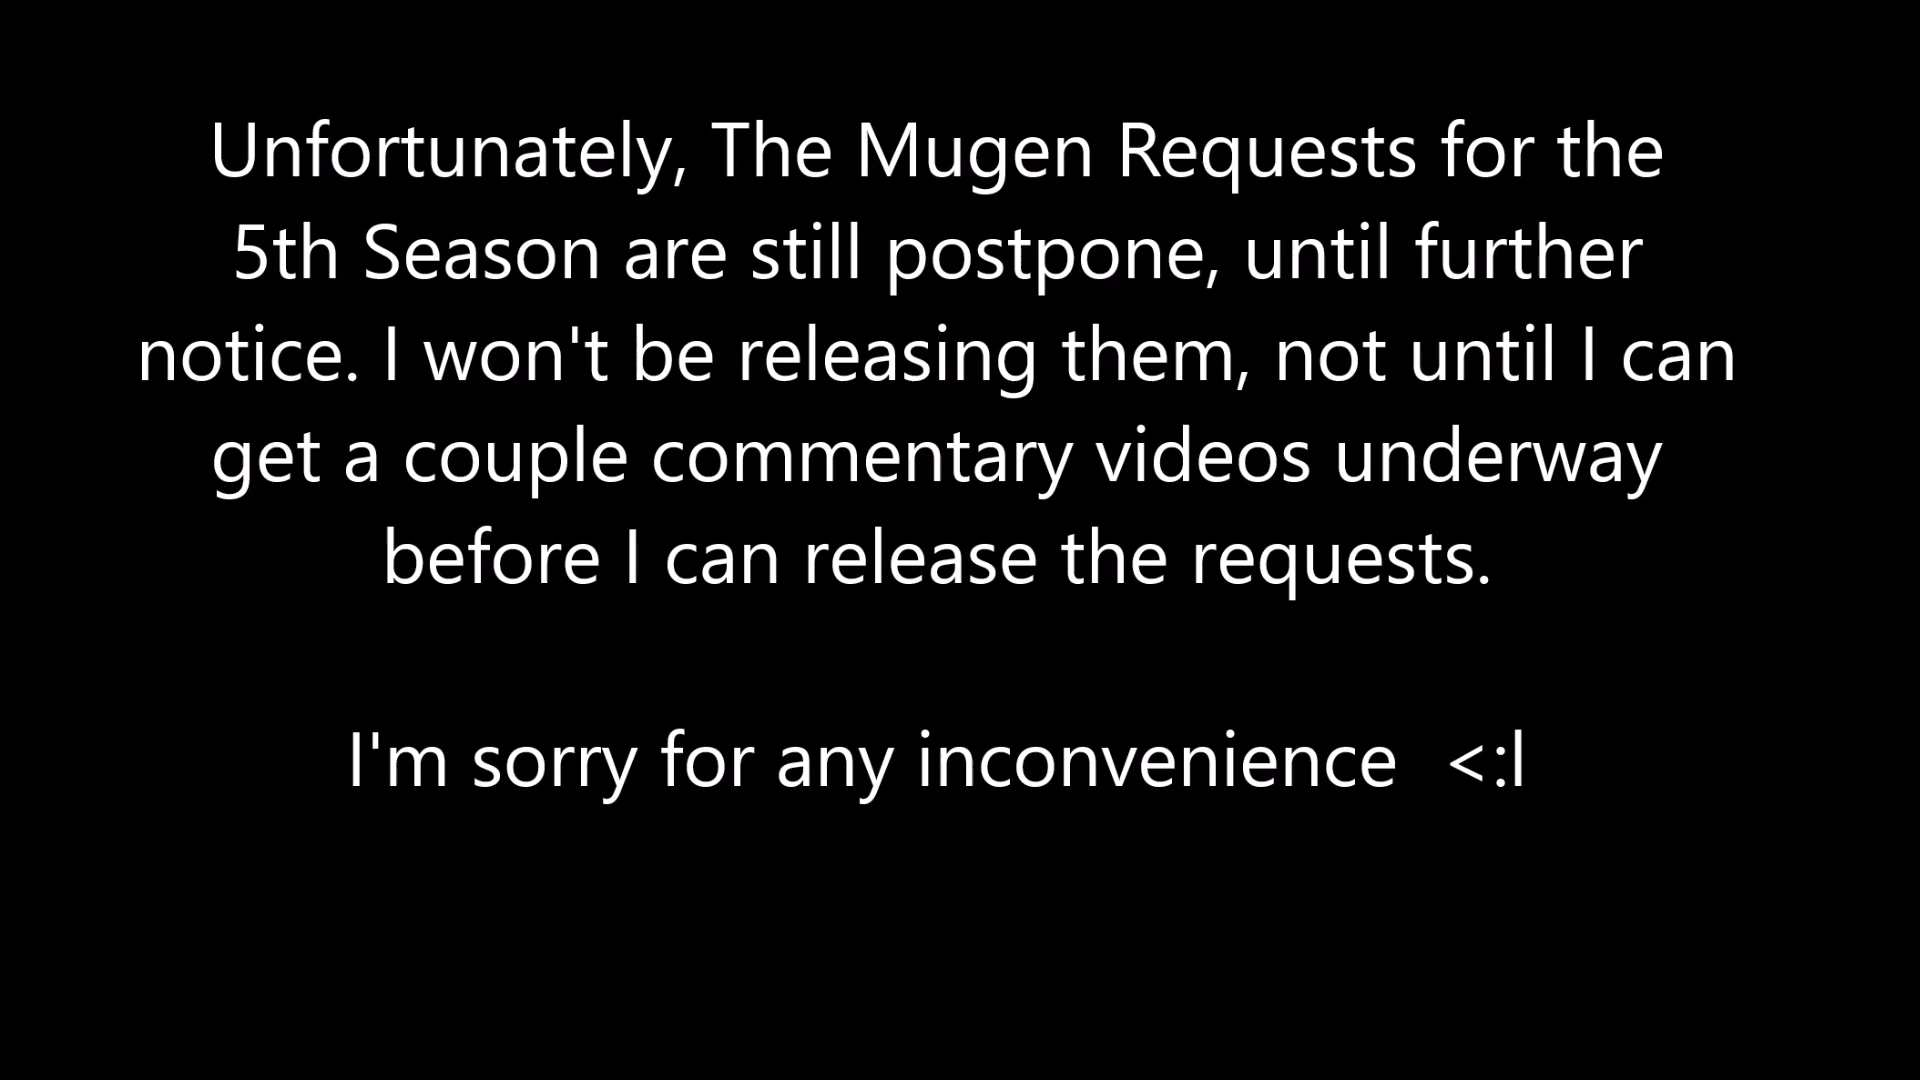 Unfortunately, The Mugen Requests for the
5th Season are still postpone, until further
notice. I won't be releasing them, not until I can
get a couple commentary videos underway
before I can release the requests.
I'm sorry for any inconvenience  <:l